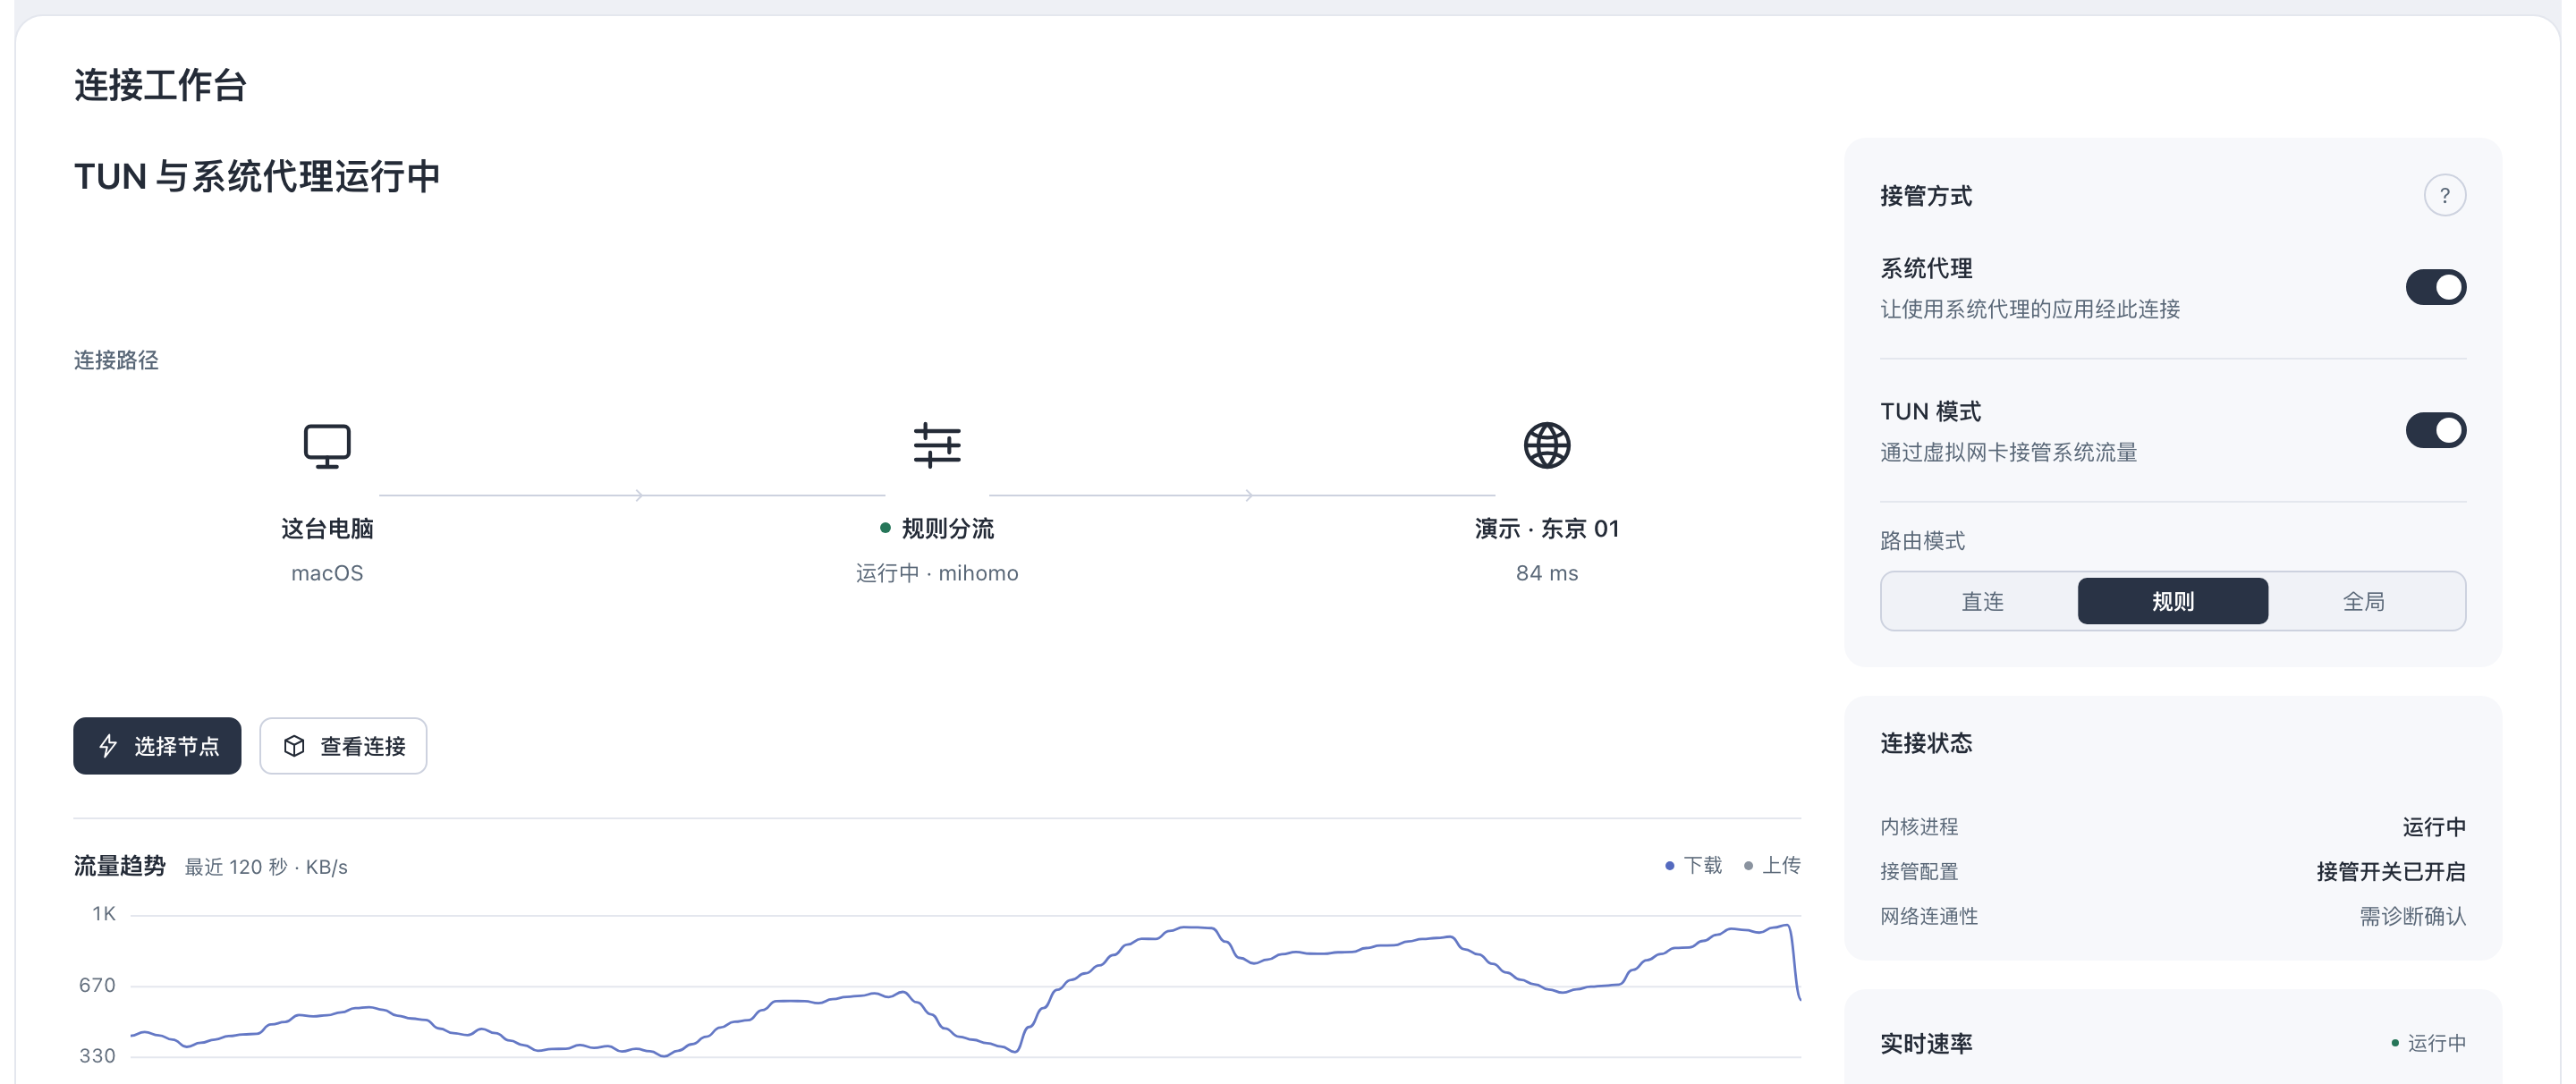 连接工作台
TUN 与系统代理运行中
连接路径
这台电脑
macOS
规则分流
运行中 · mihomo
演示 · 东京 01
84 ms
选择节点
查看连接
流量趋势 最近 120 秒 · KB/s
下载 上传
1K
670
330
接管方式
?
系统代理
让使用系统代理的应用经此连接
TUN 模式
通过虚拟网卡接管系统流量
路由模式
直连 规则 全局
连接状态
内核进程 运行中
接管配置 接管开关已开启
网络连通性 需诊断确认
实时速率 运行中